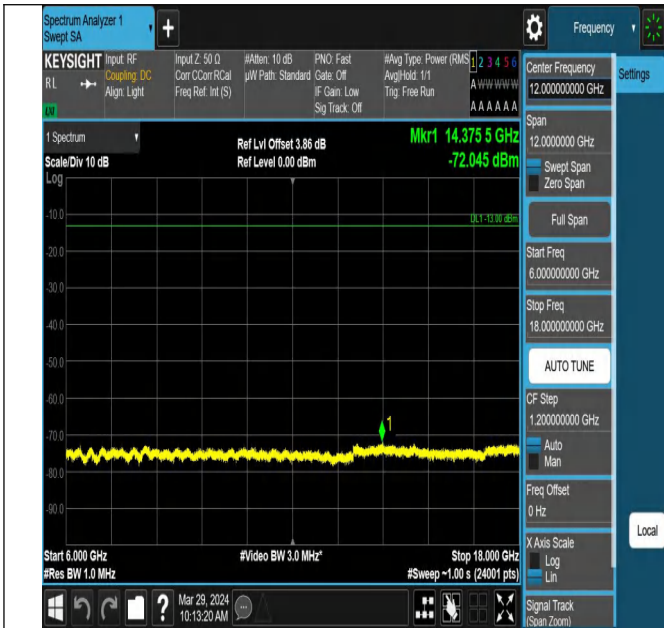 Spectrum Analyzer 1
Swept SA
+
Frequency
KEYSIGHT
RL
LXI
Input: RF
Coupling: DC
Align: Light
Input Z: 50 Ω
Corr CCorr RCal
Freq Ref: Int (S)
#Atten: 10 dB
µW Path: Standard
PNO: Fast
Gate: Off
IF Gain: Low
Sig Track: Off
#Avg Type: Power (RMS
Avg|Hold: 1/1
Trig: Free Run
1 2 3 4 5 6
A W W W W W
A A A A A A
Center Frequency
12.000000000 GHz
Settings
Span
12.0000000 GHz
Swept Span
Zero Span
Full Span
Start Freq
6.000000000 GHz
Stop Freq
18.000000000 GHz
AUTO TUNE
CF Step
1.200000000 GHz
Auto
Man
Freq Offset
0 Hz
X Axis Scale
Log
Lin
Signal Track
(Span Zoom)
Local
1 Spectrum
Scale/Div 10 dB
Log
Ref Lvl Offset 3.86 dB
Ref Level 0.00 dBm
Mkr1 14.375 5 GHz
-72.045 dBm
DL1 -13.00 dBm
-10.0
-20.0
-30.0
-40.0
-50.0
-60.0
-70.0
-80.0
-90.0
1
Start 6.000 GHz
#Res BW 1.0 MHz
#Video BW 3.0 MHz*
Stop 18.000 GHz
#Sweep ~1.00 s (24001 pts)
?
Mar 29, 2024
10:13:20 AM